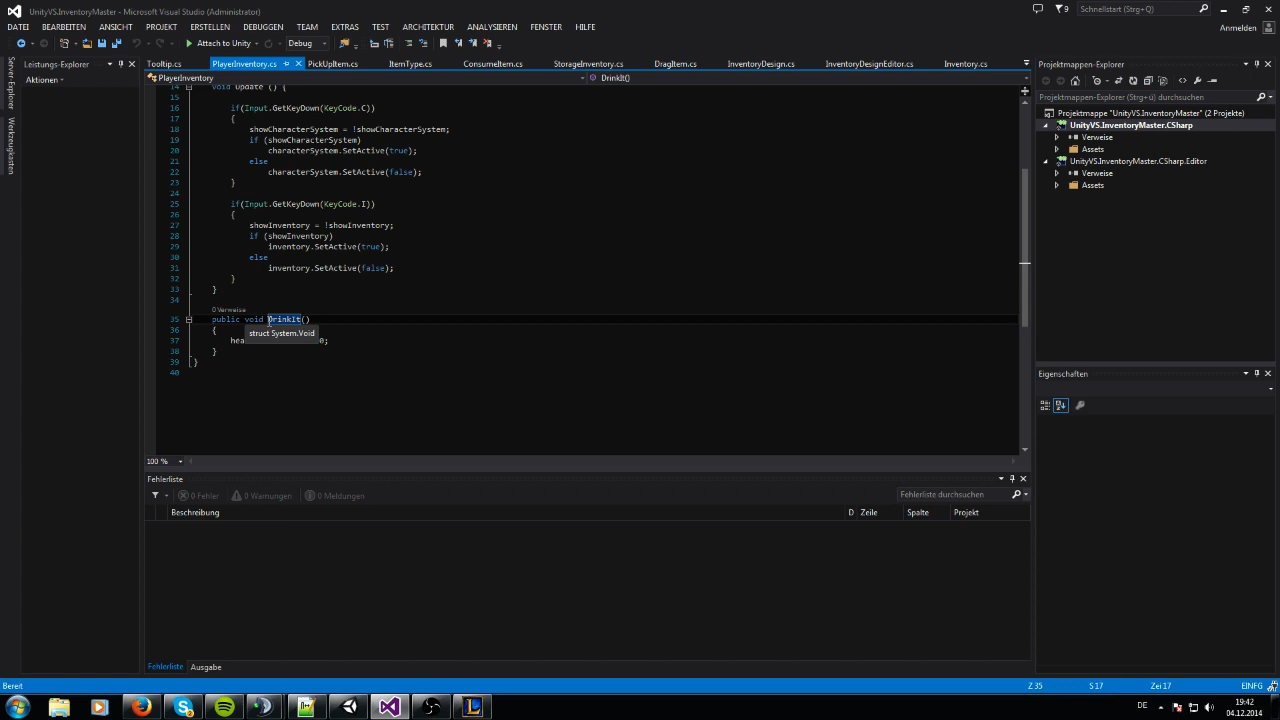 UnityVS.InventoryMaster - Microsoft Visual Studio (Administrator)
9
Schnellstart (Strg+Q)
DATEI BEARBEITEN ANSICHT PROJEKT ERSTELLEN DEBUGGEN TEAM EXTRAS TEST ARCHITEKTUR ANALYSIEREN FENSTER HILFE
Anmelden
Attach to Unity Debug
Server-Explorer
Werkzeugkasten
Leistungs-Explorer
Aktionen
Tooltip.cs PlayerInventory.cs PickUpItem.cs ItemType.cs ConsumeItem.cs StorageInventory.cs DragItem.cs InventoryDesign.cs InventoryDesignEditor.cs Inventory.cs
PlayerInventory DrinkIt()
14 void Update () {
15
16 if(Input.GetKeyDown(KeyCode.C))
17 {
18 showCharacterSystem = !showCharacterSystem;
19 if (showCharacterSystem)
20 characterSystem.SetActive(true);
21 else
22 characterSystem.SetActive(false);
23 }
24
25 if(Input.GetKeyDown(KeyCode.I))
26 {
27 showInventory = !showInventory;
28 if (showInventory)
29 inventory.SetActive(true);
30 else
31 inventory.SetActive(false);
32 }
33 }
34
0 Verweise
35 public void DrinkIt()
36 {
struct System.Void
37 hea 0;
38 }
39 }
40
100 %
Projektmappen-Explorer
Projektmappen-Explorer (Strg+ü) durchsuchen
Projektmappe "UnityVS.InventoryMaster" (2 Projekte)
UnityVS.InventoryMaster.CSharp
Verweise
Assets
UnityVS.InventoryMaster.CSharp.Editor
Verweise
Assets
Eigenschaften
Fehlerliste
0 Fehler 0 Warnungen 0 Meldungen
Fehlerliste durchsuchen
Beschreibung D Zeile Spalte Projekt
Fehlerliste Ausgabe
Bereit Z 35 S 17 Zei 17 EINFG
DE
19:42
04.12.2014